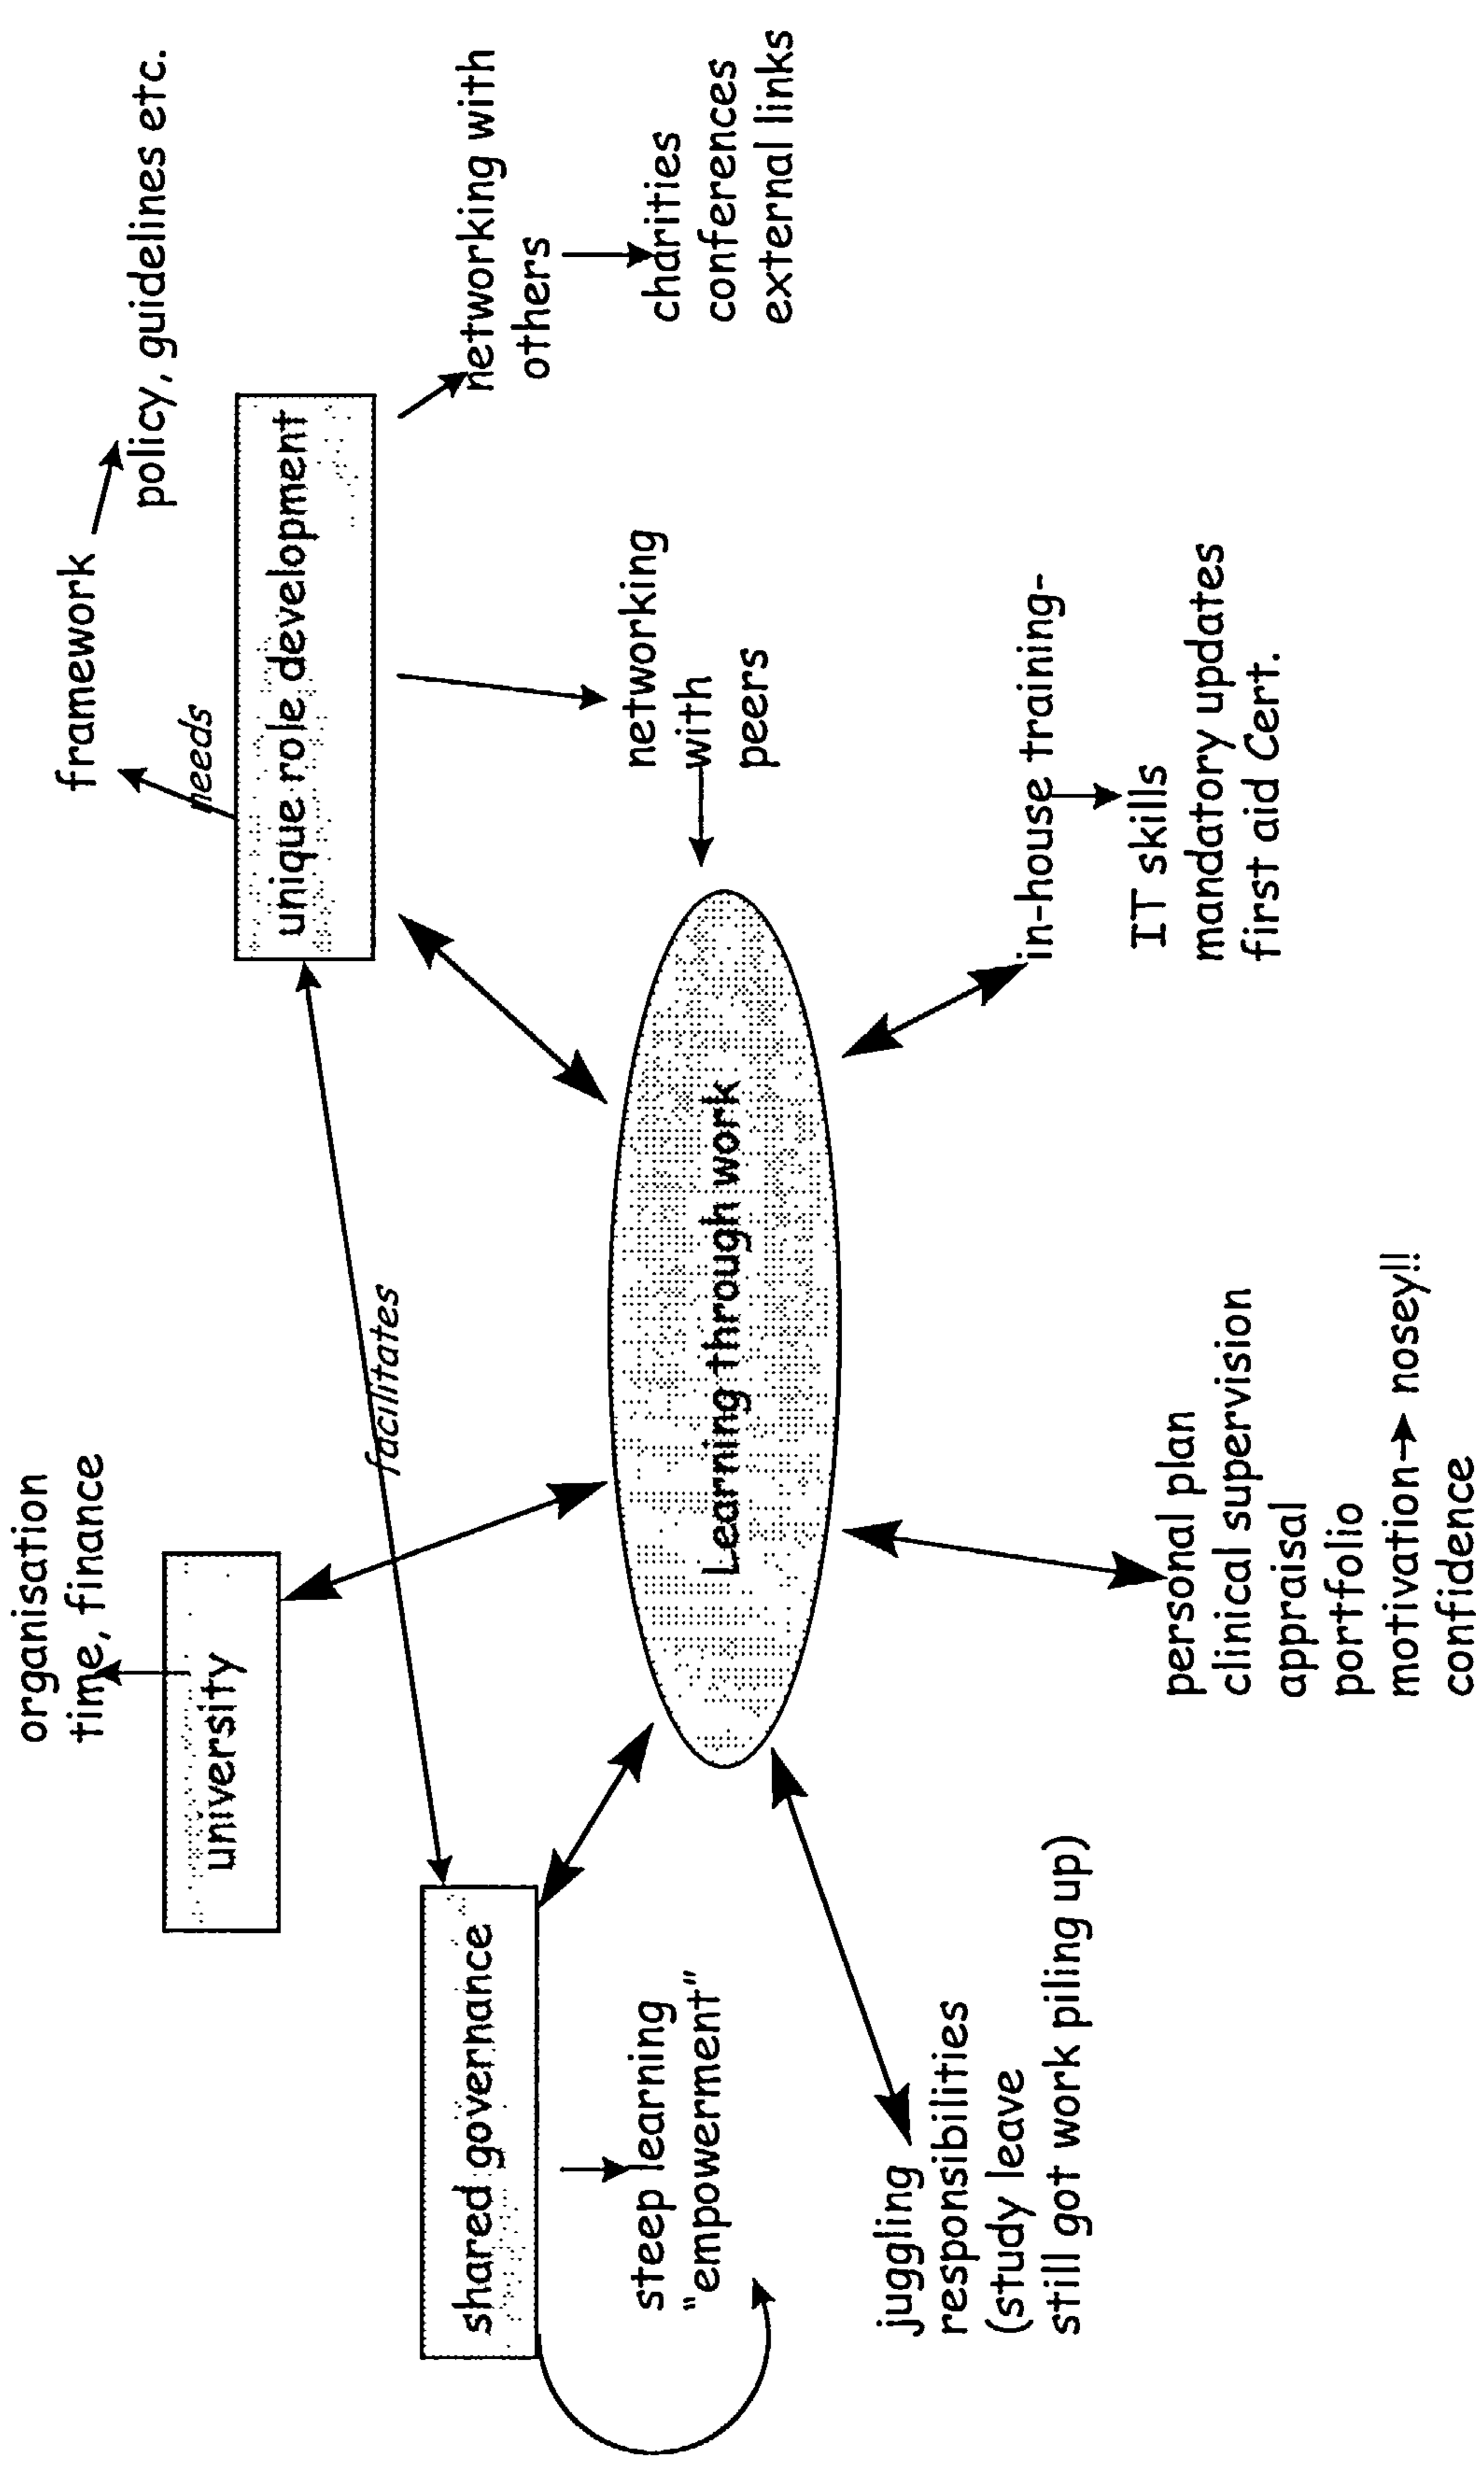 organisation
time, finance
university
framework
needs
policy, guidelines etc.
unique role development
facilitates
shared governance
steep learning
"empowerment"
networking with
others
charities
conferences
external links
networking
with
peers
Learning through work
juggling
responsibilities
(study leave
still got work piling up)
personal plan
clinical supervision
appraisal
portfolio
motivation→ nosey!!
confidence
in-house training-
IT skills
mandatory updates
first aid Cert.